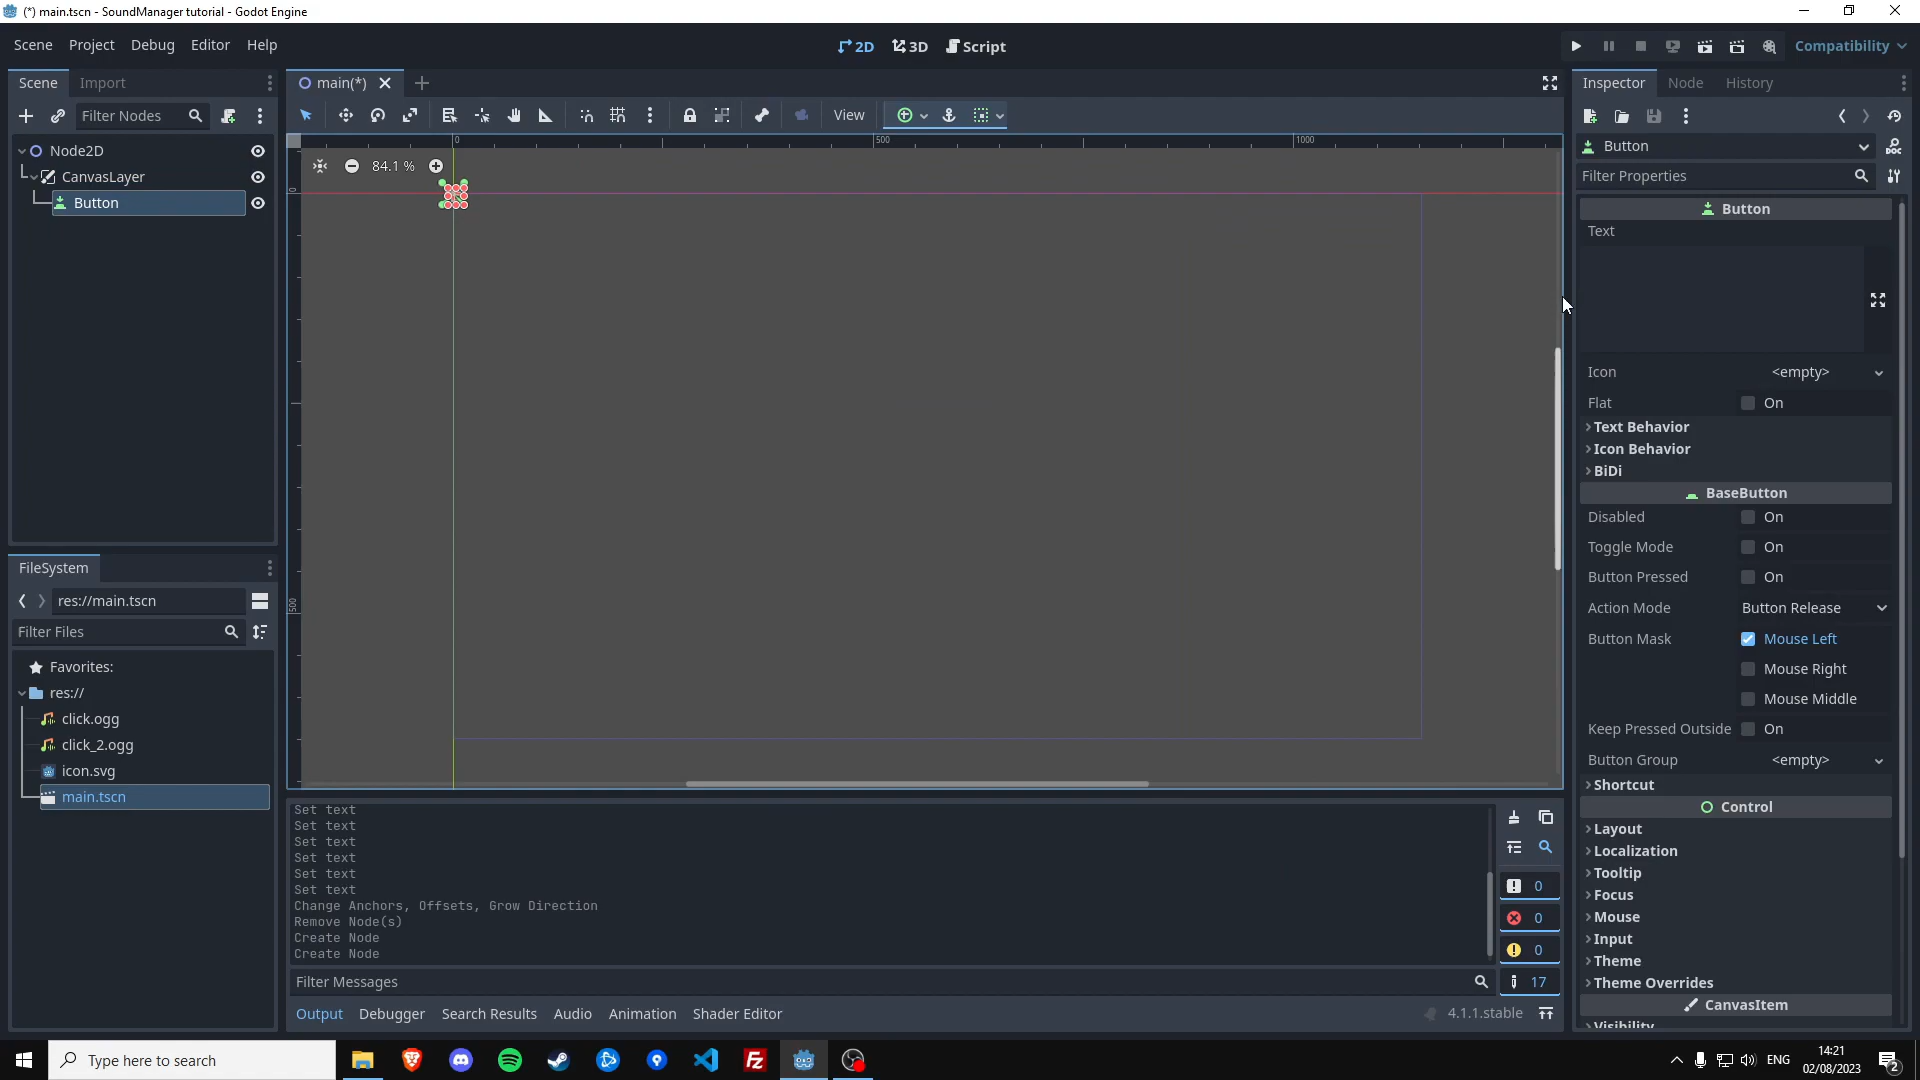 (*) main.tscn - SoundManager tutorial - Godot Engine
Scene Project Debug Editor Help
2D 3D Script
Compatibility
Scene Import
main(*)
Inspector Node History
Filter Nodes
View
Button
Filter Properties
Node2D
CanvasLayer
Button
0 500 1000
84.1 %
0
500
Button
Text
Icon <empty>
Flat On
Text Behavior
Icon Behavior
BiDi
BaseButton
Disabled On
Toggle Mode On
Button Pressed On
Action Mode Button Release
Button Mask Mouse Left
Mouse Right
Mouse Middle
Keep Pressed Outside On
Button Group <empty>
Shortcut
Control
Layout
Localization
Tooltip
Focus
Mouse
Input
Theme
Theme Overrides
CanvasItem
Visibility
FileSystem
res://main.tscn
Filter Files
Favorites:
res://
click.ogg
click_2.ogg
icon.svg
main.tscn
Set text
Set text
Set text
Set text
Set text
Set text
Change Anchors, Offsets, Grow Direction
Remove Node(s)
Create Node
Create Node
0
0
0
17
Filter Messages
Output Debugger Search Results Audio Animation Shader Editor
4.1.1.stable
DOC
Type here to search
ENG
14:21
02/08/2023
2